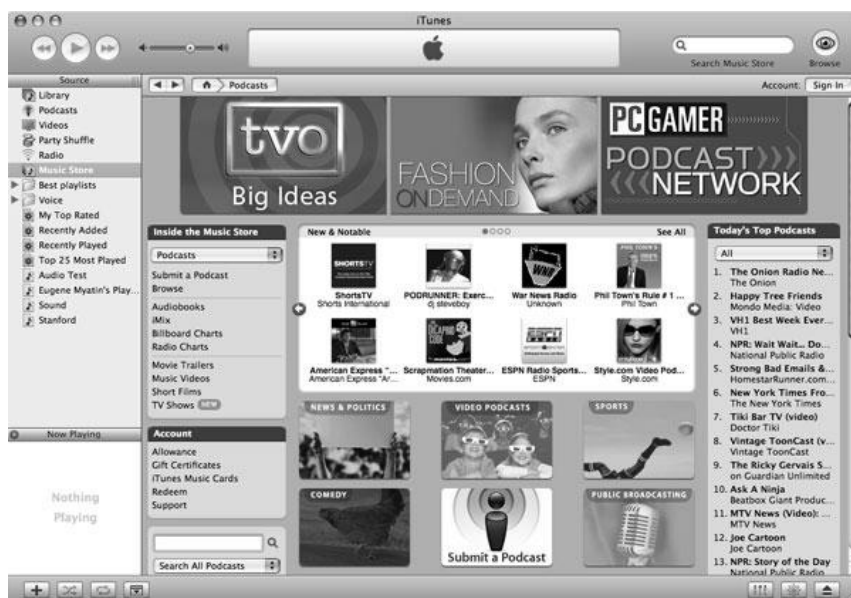 iTunes
Search Music Store
Browse
Source
Library
Podcasts
Videos
Party Shuffle
Radio
Music Store
Best playlists
Voice
My Top Rated
Recently Added
Recently Played
Top 25 Most Played
Audio Test
Eugene Myatin's Play...
Sound
Stanford
Now Playing
Nothing
Playing
Podcasts
Account:
Sign In
tvo
Big Ideas
FASHION
ONDEMAND
PC GAMER
PODCAST
NETWORK
Inside the Music Store
Podcasts
Submit a Podcast
Browse
Audiobooks
iMix
Billboard Charts
Radio Charts
Movie Trailers
Music Videos
Short Films
TV Shows NEW
Account
Allowance
Gift Certificates
iTunes Music Cards
Redeem
Support
Search All Podcasts
New & Notable
See All
SHORTSTV
WNR
PHIL TOWN'S
ShortsTV
Shorts International
PODRUNNER: Exerc...
dj steveboy
War News Radio
Unknown
Phil Town's Rule # 1 ...
Phil Town
American Express "...
American Express "Ar...
Scrapmation Theater...
Movies.com
ESPN Radio Sports...
ESPN
Style.com Video Pod...
Style.com
NEWS & POLITICS
VIDEO PODCASTS
SPORTS
COMEDY
Submit a Podcast
PUBLIC BROADCASTING
Today's Top Podcasts
All
1. The Onion Radio Ne...
The Onion
2. Happy Tree Friends
Mondo Media: Video
3. VH1 Best Week Ever...
VH1
4. NPR: Wait Wait... Do...
National Public Radio
5. Strong Bad Emails &...
HomestarRunner.com...
6. New York Times Fro...
The New York Times
7. Tiki Bar TV (video)
Doctor Tiki
8. Vintage ToonCast (v...
Vintage ToonCast
9. The Ricky Gervais S...
on Guardian Unlimited
10. Ask A Ninja
Beatbox Giant Produc...
11. MTV News (Video): ...
MTV News
12. Joe Cartoon
Joe Cartoon
13. NPR: Story of the Day
National Public Radio